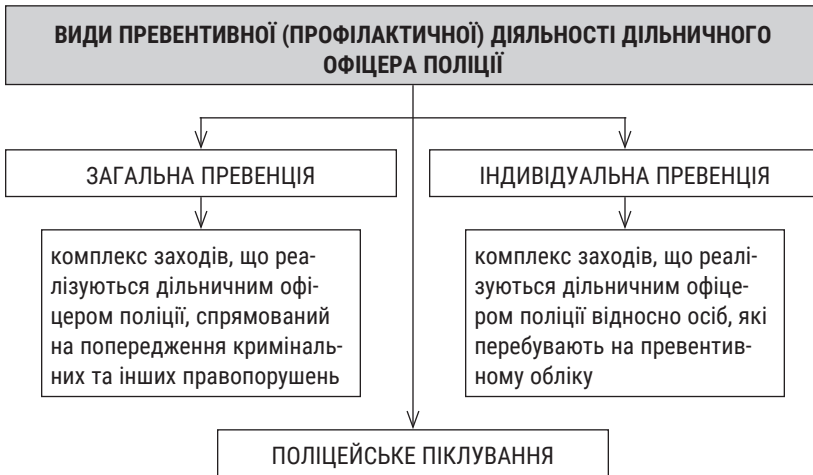 ВИДИ ПРЕВЕНТИВНОЇ (ПРОФІЛАКТИЧНОЇ) ДІЯЛЬНОСТІ ДІЛЬНИЧНОГО
ОФІЦЕРА ПОЛІЦІЇ
ЗАГАЛЬНА ПРЕВЕНЦІЯ
комплекс заходів, що реа-
лізуються дільничним офі-
цером поліції, спрямований
на попередження криміналь-
них та інших правопорушень
ІНДИВІДУАЛЬНА ПРЕВЕНЦІЯ
комплекс заходів, що реалі-
зуються дільничним офіце-
ром поліції відносно осіб, які
перебувають на превентив-
ному обліку
ПОЛІЦЕЙСЬКЕ ПІКЛУВАННЯ